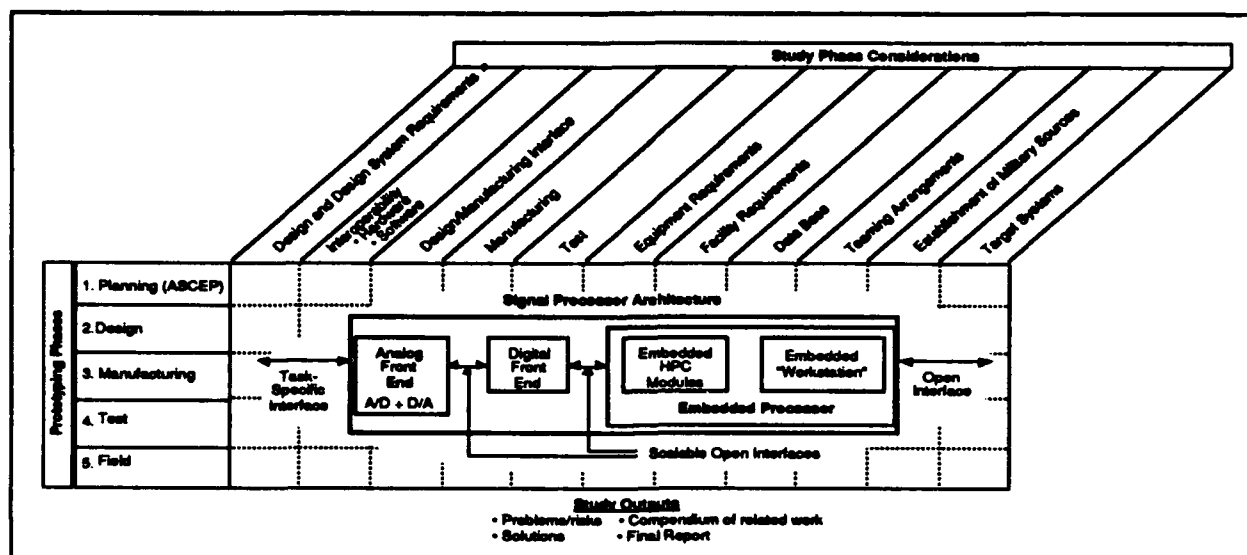 Study Phase Considerations
Design and Design System Requirements
Interoperability
• Hardware
• Software
Design/Manufacturing Interface
Manufacturing
Test
Equipment Requirements
Facility Requirements
Data Base
Teaming Arrangements
Establishment of Military Sources
Target Systems
Prototyping Phases
1. Planning (ASCEP)
2. Design
3. Manufacturing
4. Test
5. Field
Signal Processor Architecture
Task-
Specific
Interface
Analog
Front
End
A/D + D/A
Digital
Front
End
Embedded
HPC
Modules
Embedded
"Workstation"
Embedded Processor
Open
Interface
Scalable Open Interfaces
Study Outputs
• Problems/risks • Compendium of related work
• Solutions • Final Report